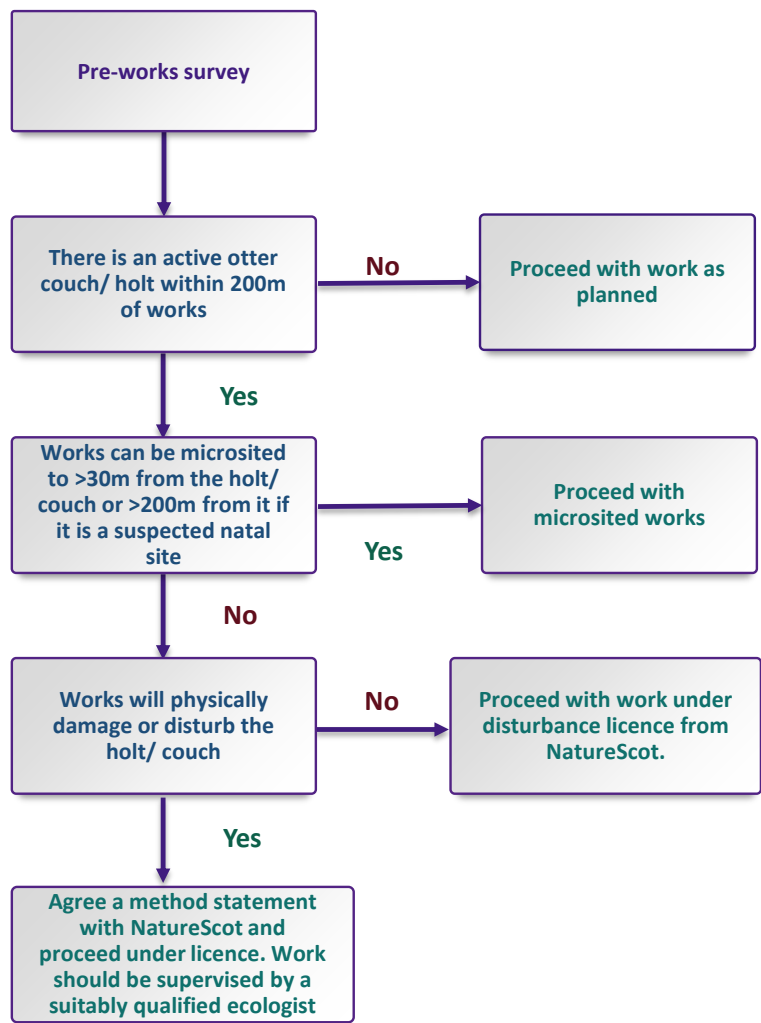 Pre-works survey
There is an active otter
couch/ holt within 200m
of works
No
Proceed with work as
planned
Yes
Works can be microsited
to >30m from the holt/
couch or >200m from it if
it is a suspected natal
site
Yes
Proceed with
microsited works
No
Works will physically
damage or disturb the
holt/ couch
No
Proceed with work under
disturbance licence from
NatureScot.
Yes
Agree a method statement
with NatureScot and
proceed under licence. Work
should be supervised by a
suitably qualified ecologist